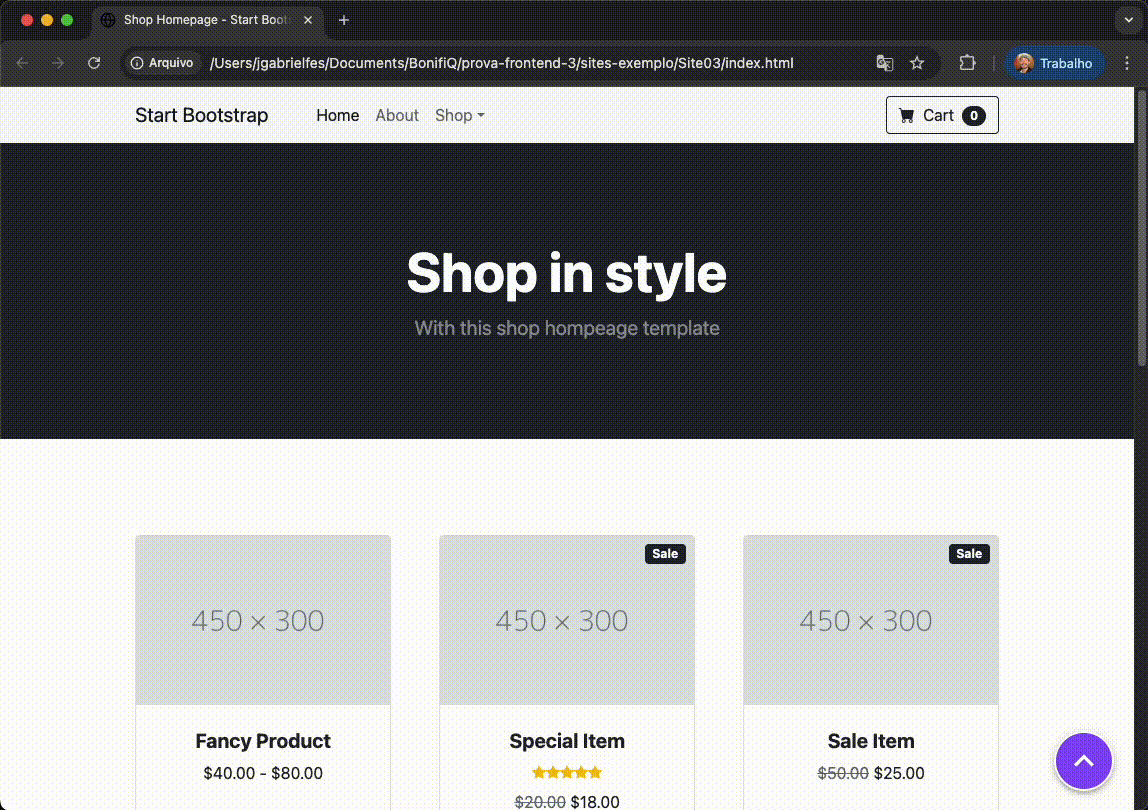 Shop Homepage - Start Boot
Arquivo
/Users/jgabrielfes/Documents/BonifiQ/prova-frontend-3/sites-exemplo/Site03/index.html
Trabalho
Start Bootstrap
Home
About
Shop
Cart
0
Shop in style
With this shop hompeage template
450 × 300
Sale
450 × 300
Sale
450 × 300
Fancy Product
$40.00 - $80.00
Special Item
$20.00 $18.00
Sale Item
$50.00 $25.00